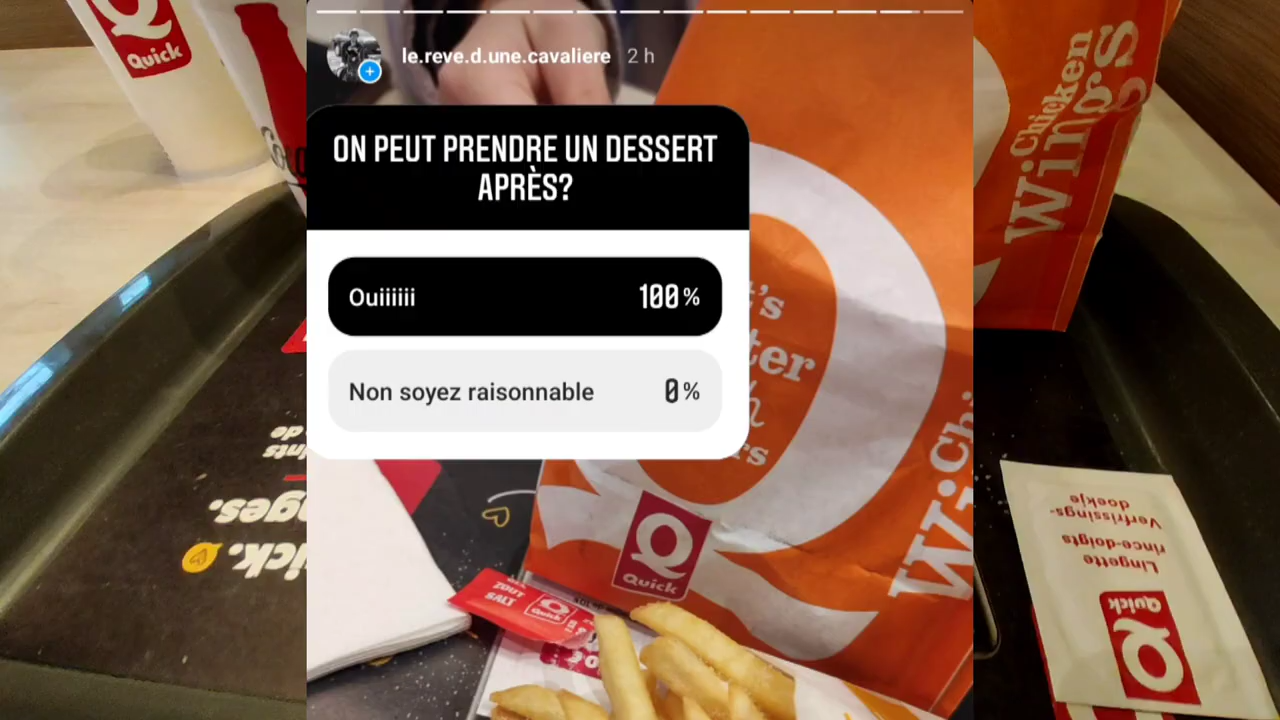 le.reve.d.une.cavaliere 2 h
ON PEUT PRENDRE UN DESSERT
APRÈS?
Ouiiiiii 100%
Non soyez raisonnable 0%
Quick
Chicken
Wings
Quick
ZOUT
SALT
Quick
Lingette
rince-doigts
Verfrissings-
doekje
Quick